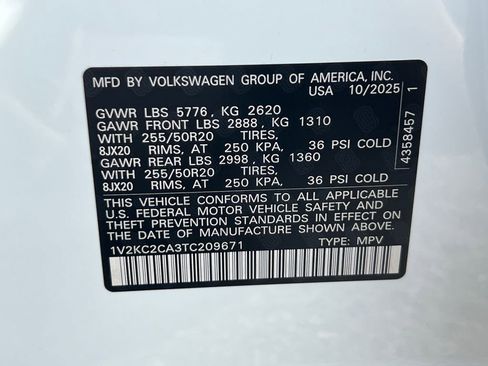 MFD BY VOLKSWAGEN GROUP OF AMERICA, INC.
USA 10/2025
GVWR LBS 5776, KG 2620
GAWR FRONT LBS 2888, KG 1310
WITH 255/50R20 TIRES,
8JX20 RIMS, AT 250 KPA, 36 PSI COLD
GAWR REAR LBS 2998, KG 1360
WITH 255/50R20 TIRES,
8JX20 RIMS, AT 250 KPA, 36 PSI COLD
THIS VEHICLE CONFORMS TO ALL APPLICABLE
U.S. FEDERAL MOTOR VEHICLE SAFETY AND
THEFT PREVENTION STANDARDS IN EFFECT ON
THE DATE OF MANUFACTURE SHOWN ABOVE.
1V2KC2CA3TC209671 TYPE: MPV
4358457 1